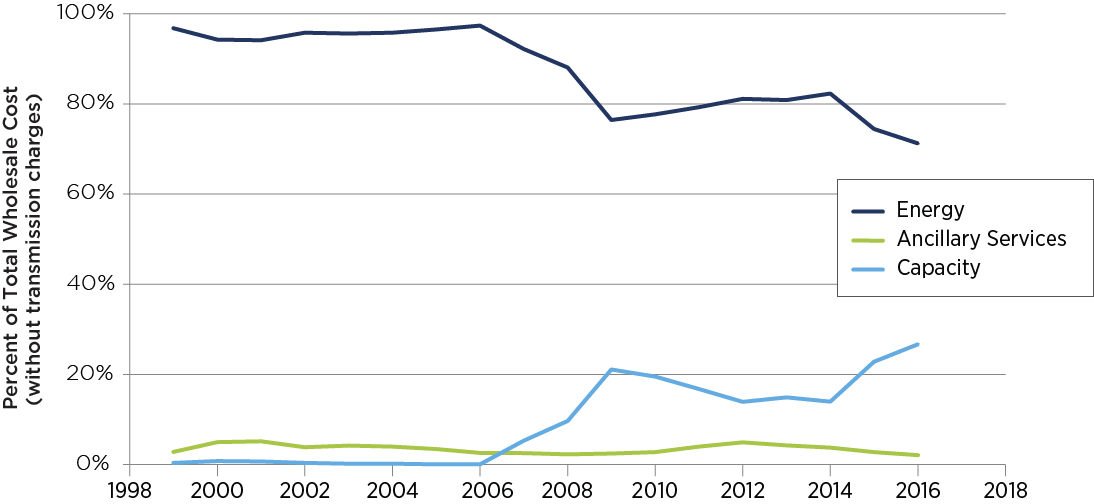 Percent of Total Wholesale Cost
(without transmission charges)
100%
80%
60%
40%
20%
0%
1998 2000 2002 2004 2006 2008 2010 2012 2014 2016 2018
Energy
Ancillary Services
Capacity